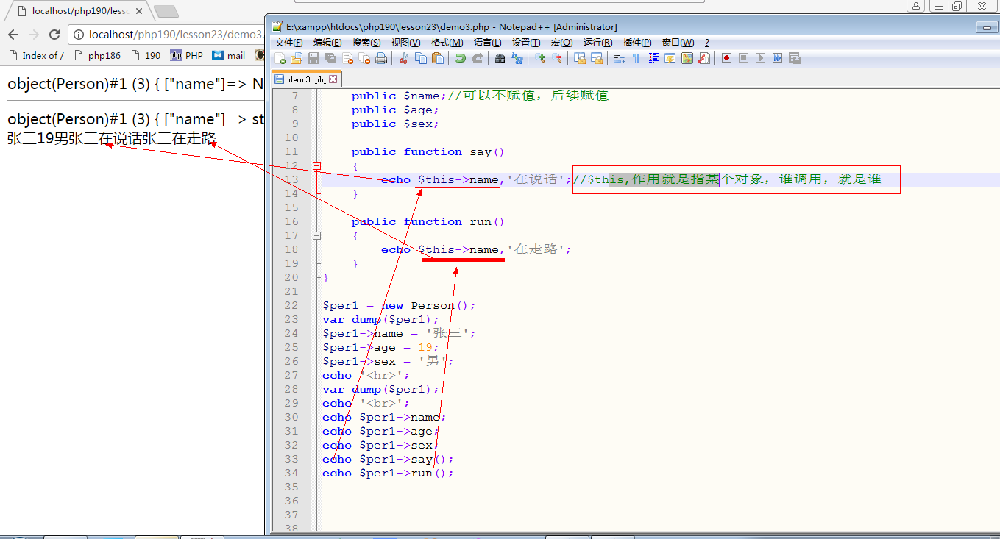 localhost/php190/less
localhost/php190/lesson23/demo3.
Index of /
php186
190
php PHP
mail
object(Person)#1 (3) { ["name"]=> N
object(Person)#1 (3) { ["name"]=> st
张三19男张三在说话张三在走路
E:\xampp\htdocs\php190\lesson23\demo3.php - Notepad++ [Administrator]
文件(F) 编辑(E) 搜索(S) 视图(V) 格式(M) 语言(L) 设置(T) 宏(O) 运行(R) 插件(P) 窗口(W) ?
demo3.php
7 public $name;//可以不赋值，后续赋值
8 public $age;
9 public $sex;
10
11 public function say()
12 {
13 echo $this->name,'在说话';//$this,作用就是指某个对象，谁调用，就是谁
14 }
15
16 public function run()
17 {
18 echo $this->name,'在走路';
19 }
20 }
21
22 $per1 = new Person();
23 var_dump($per1);
24 $per1->name = '张三';
25 $per1->age = 19;
26 $per1->sex = '男';
27 echo '<hr>';
28 var_dump($per1);
29 echo '<br>';
30 echo $per1->name;
31 echo $per1->age;
32 echo $per1->sex;
33 echo $per1->say();
34 echo $per1->run();
35
36
37
38